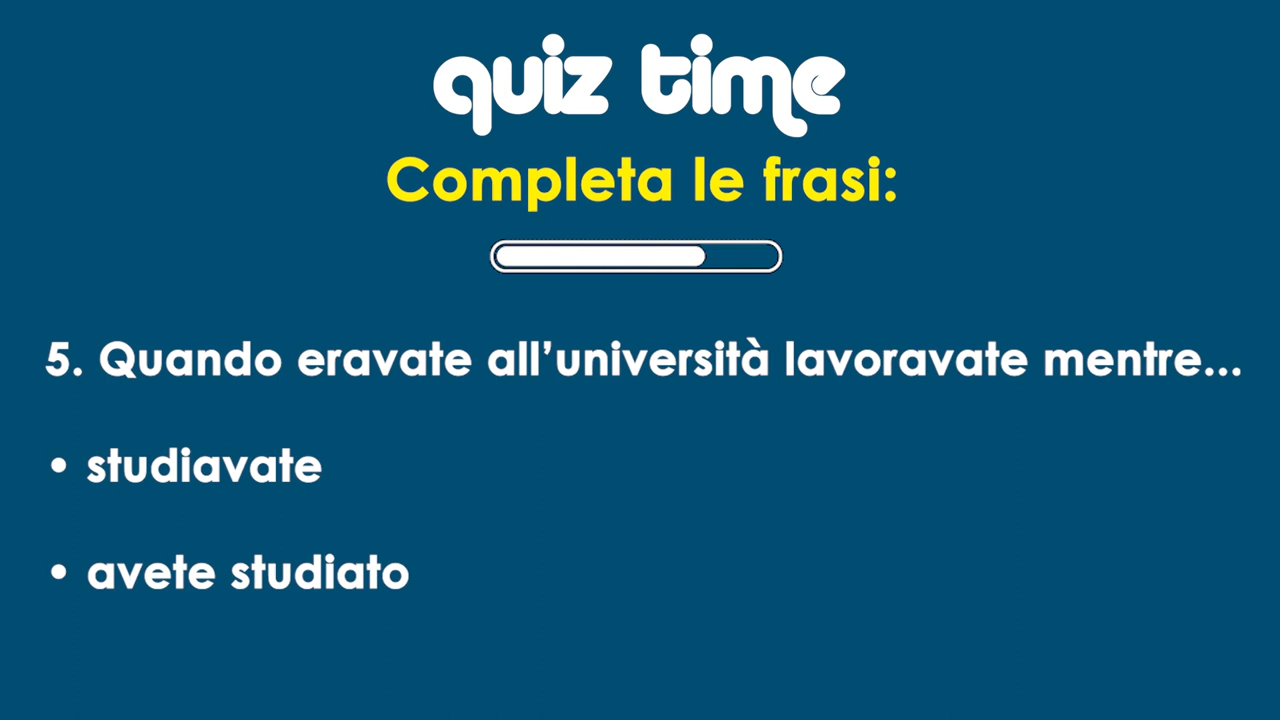 quiz time
Completa le frasi:
5. Quando eravate all’università lavoravate mentre...
• studiavate
• avete studiato